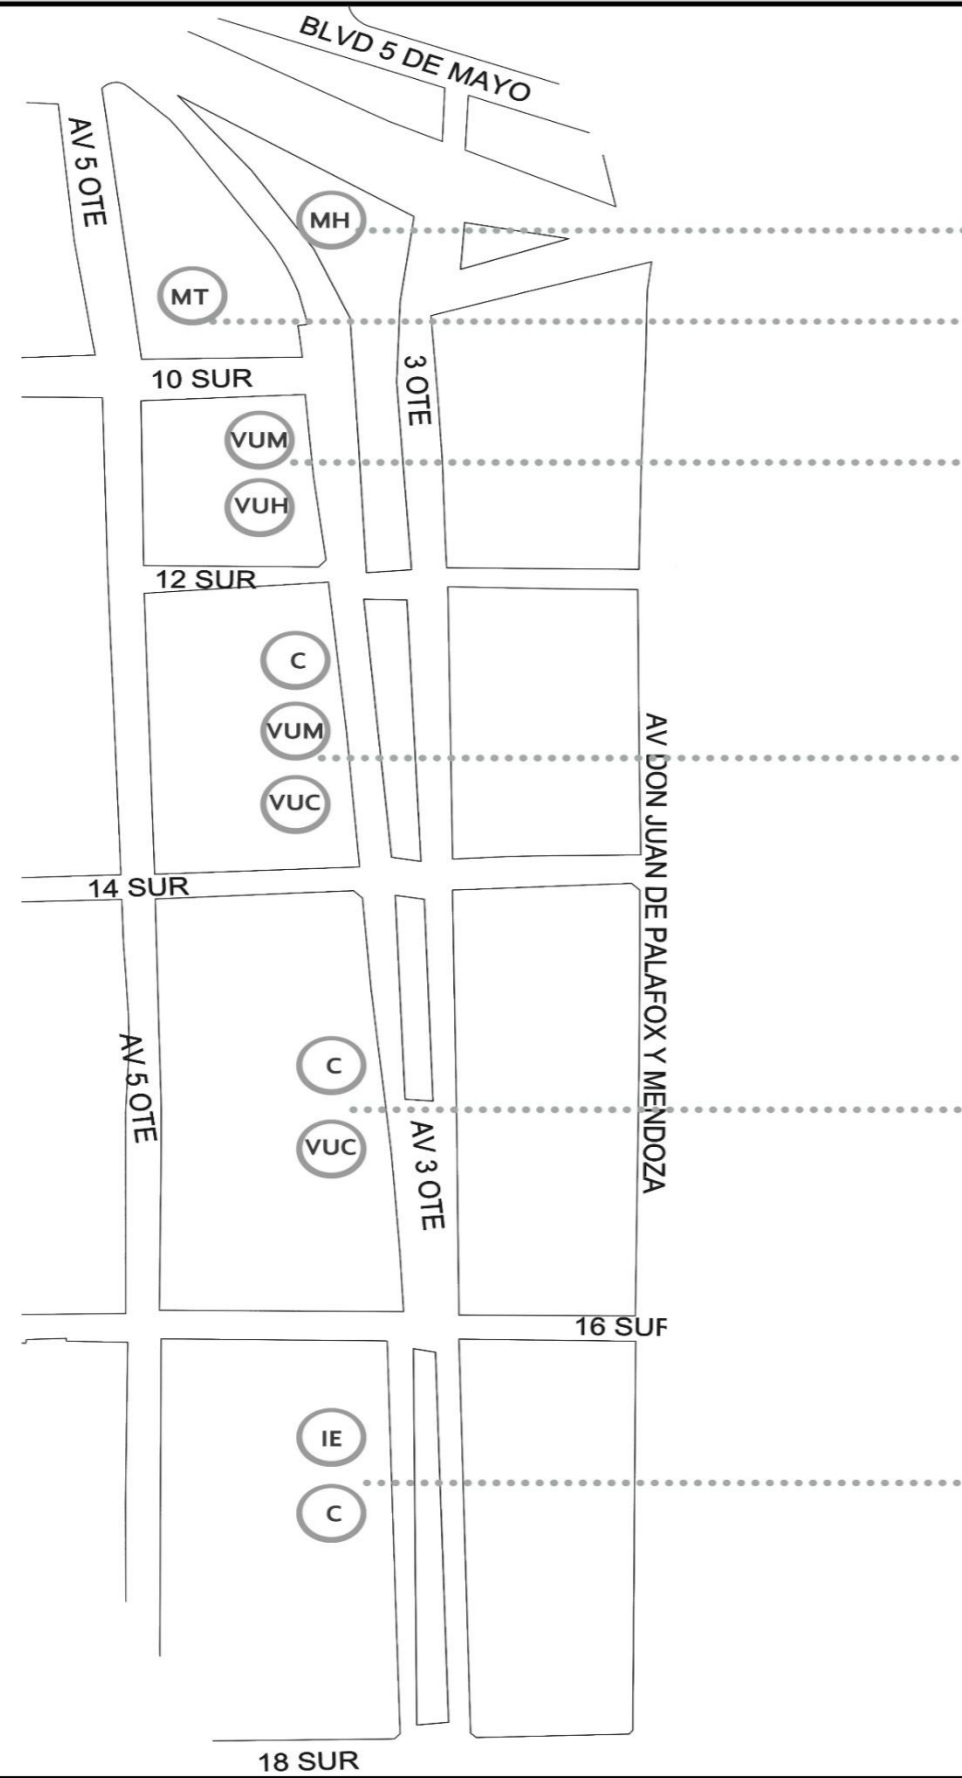 BLVD 5 DE MAYO
AV 5 OTE
MH
MT
10 SUR
3 OTE
VUM
VUH
12 SUR
C
VUM
VUC
AV DON JUAN DE PALAFOX Y MENDOZA
14 SUR
AV 5 OTE
C
AV 3 OTE
VUC
16 SUR
IE
C
18 SUR